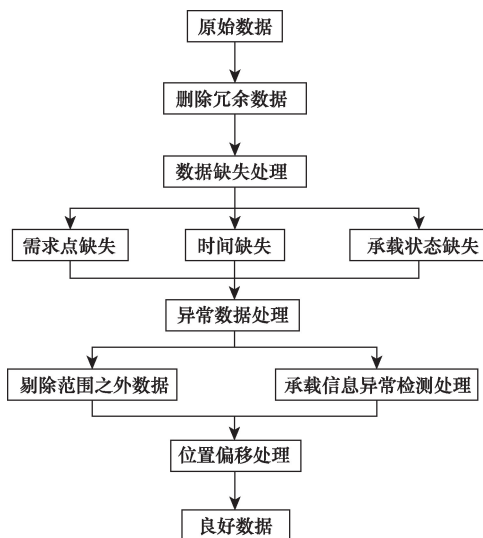 原始数据
删除冗余数据
数据缺失处理
需求点缺失
时间缺失
承载状态缺失
异常数据处理
剔除范围之外数据
承载信息异常检测处理
位置偏移处理
良好数据